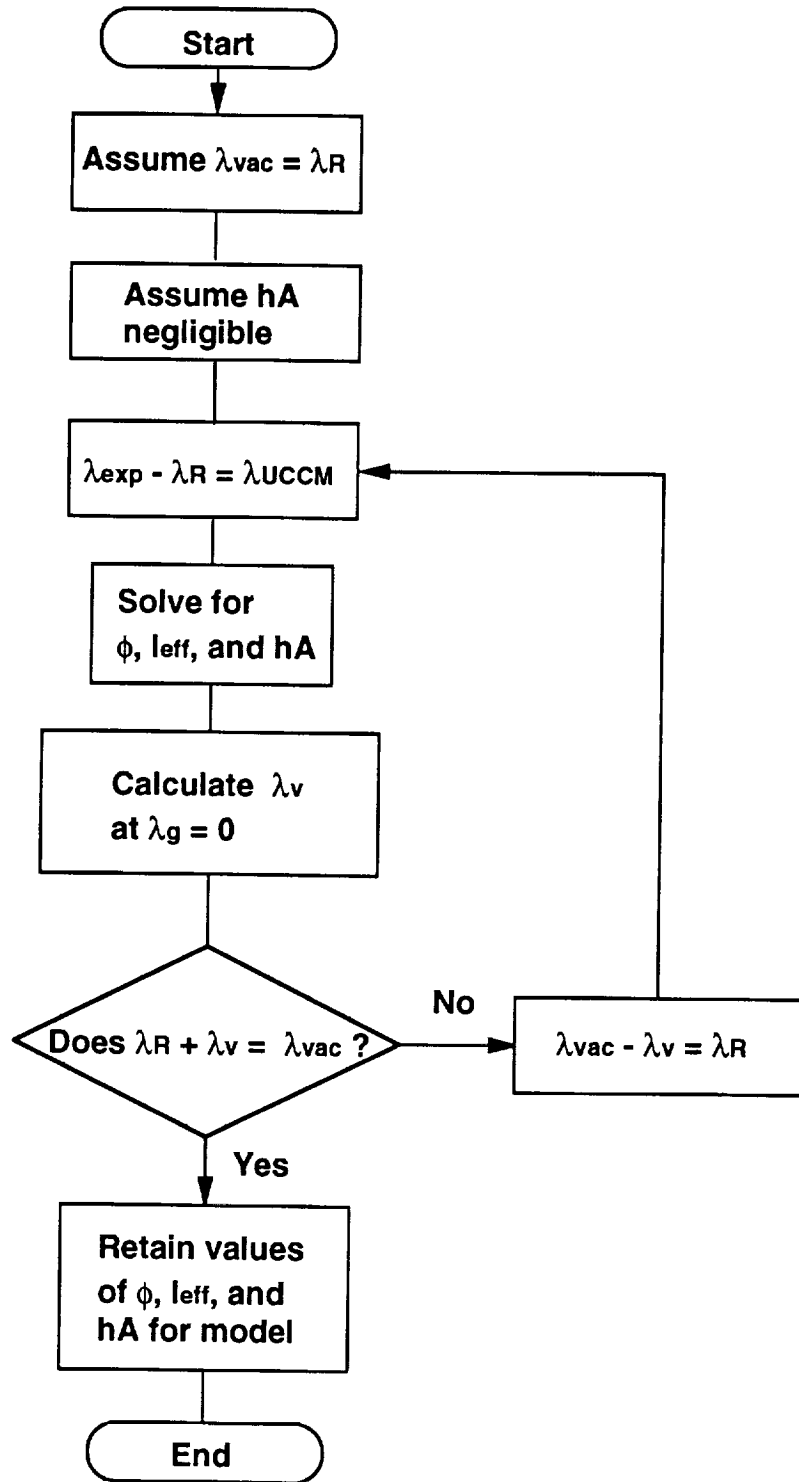 Start
Assume λvac = λR
Assume hA
negligible
λexp - λR = λUCCM
Solve for
ϕ, leff, and hA
Calculate λv
at λg = 0
Does λR + λv = λvac ?
No
λvac - λv = λR
Yes
Retain values
of ϕ, leff, and
hA for model
End